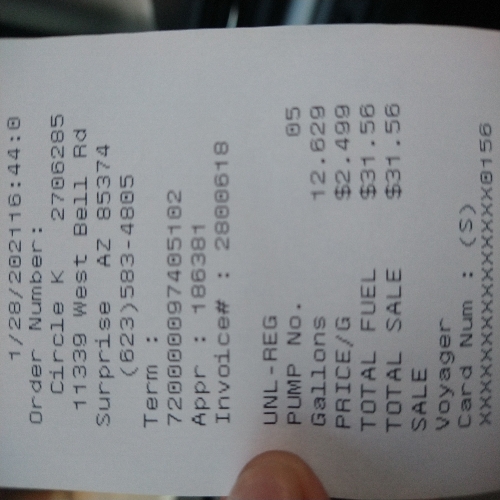 1/28/202116:44:0
Order Number:
Circle K 2706285
11339 West Bell Rd
Surprise AZ 85374
(623)583-4805
Term :
720000097405102
Appr : 186381
Invoice# : 2800618
UNL-REG
PUMP No. 05
Gallons 12.629
PRICE/G $2.499
TOTAL FUEL $31.56
TOTAL SALE $31.56
SALE
Voyager
Card Num : (S)
XXXXXXXXXXXXXXX0156